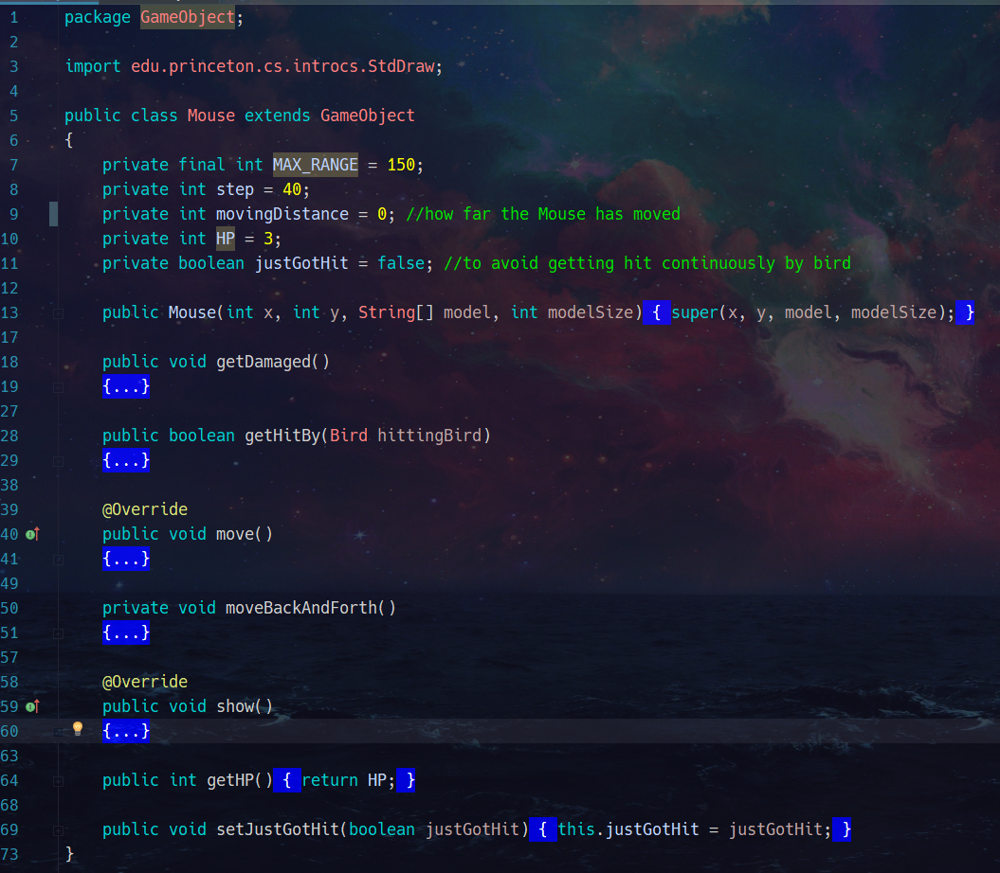 1 package GameObject;
2
3 import edu.princeton.cs.introcs.StdDraw;
4
5 public class Mouse extends GameObject
6 {
7 private final int MAX_RANGE = 150;
8 private int step = 40;
9 private int movingDistance = 0; //how far the Mouse has moved
10 private int HP = 3;
11 private boolean justGotHit = false; //to avoid getting hit continuously by bird
12
13 public Mouse(int x, int y, String[] model, int modelSize) { super(x, y, model, modelSize); }
17
18 public void getDamaged()
19 {...}
27
28 public boolean getHitBy(Bird hittingBird)
29 {...}
38
39 @Override
40 public void move()
41 {...}
49
50 private void moveBackAndForth()
51 {...}
57
58 @Override
59 public void show()
60 {...}
63
64 public int getHP() { return HP; }
68
69 public void setJustGotHit(boolean justGotHit) { this.justGotHit = justGotHit; }
73 }